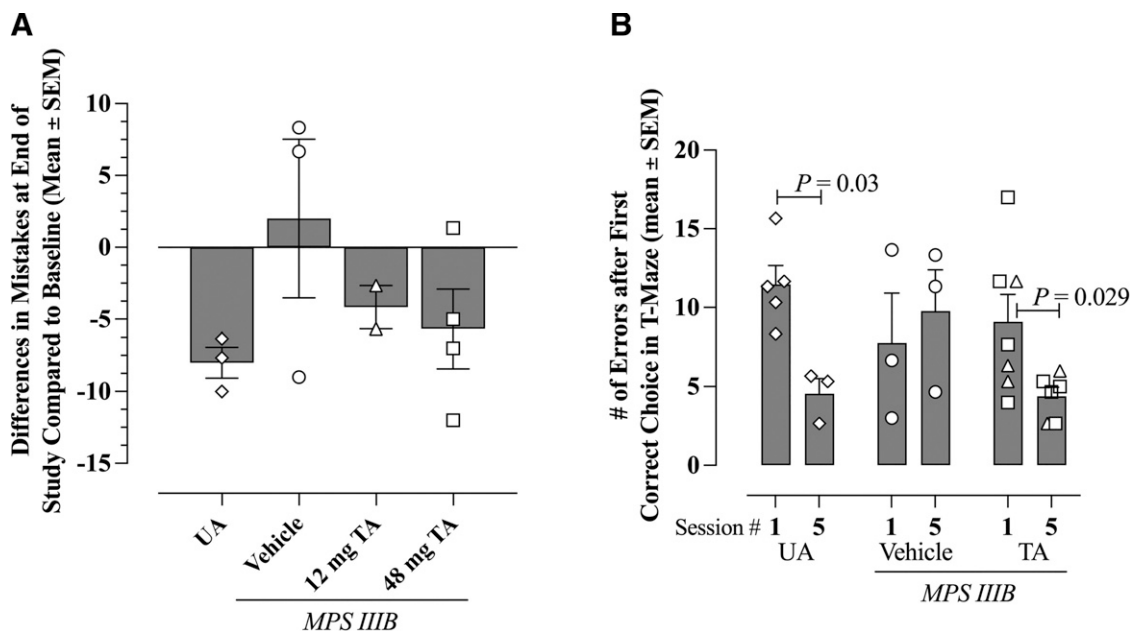 A
Differences in Mistakes at End of
Study Compared to Baseline (Mean ± SEM)
10
5
0
-5
-10
-15
UA
Vehicle
12 mg TA
48 mg TA
MPS IIIB
B
# of Errors after First
Correct Choice in T-Maze (mean ± SEM)
20
15
10
5
0
P = 0.03
P = 0.029
Session # 1 5 1 5 1 5
UA Vehicle TA
MPS IIIB